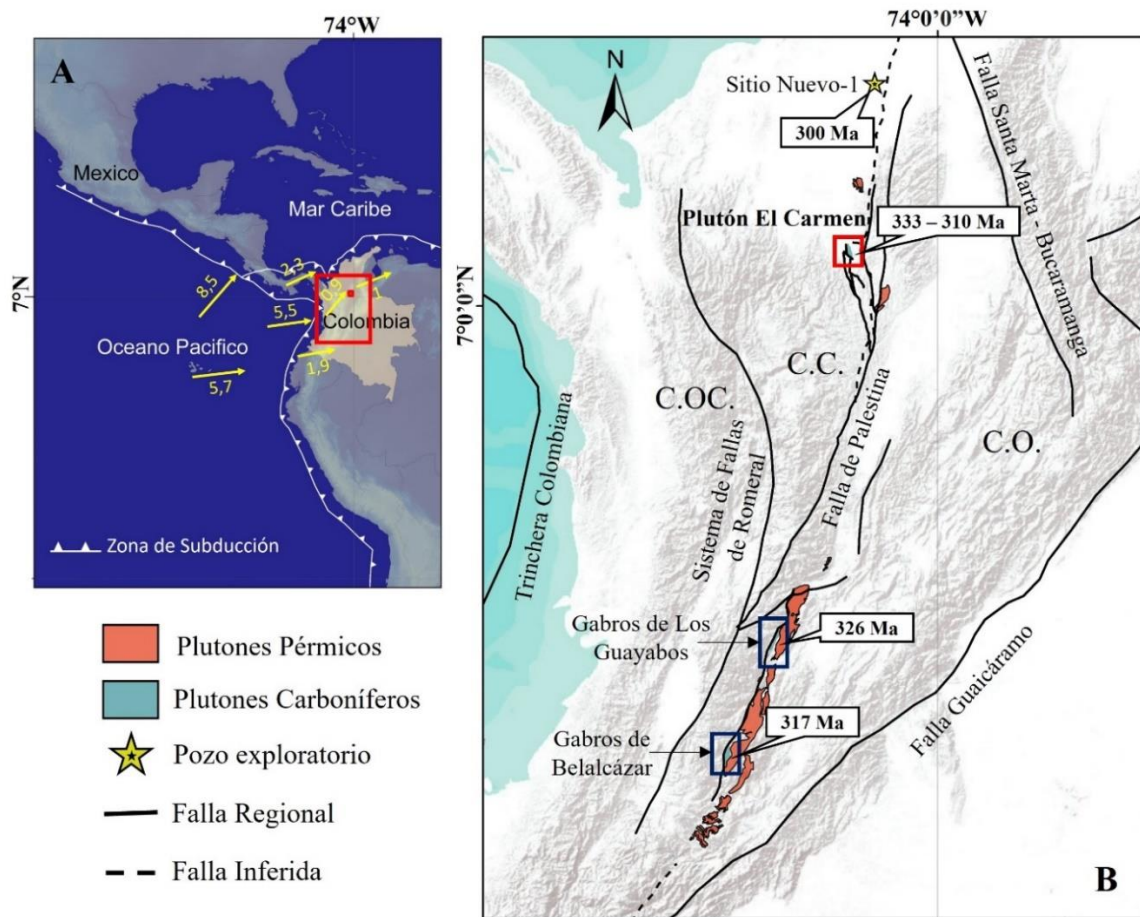 74°W
A
Mexico
Mar Caribe
7°N
8,5
2,3
0,9
1
5,5
Colombia
Oceano Pacifico
1,9
5,7
Zona de Subducción
Plutones Pérmicos
Plutones Carboníferos
Pozo exploratorio
Falla Regional
Falla Inferida
74°0'0"W
N
Sitio Nuevo-1
300 Ma
Falla Santa Marta - Bucaramanga
Plutón El Carmen
333 – 310 Ma
7°0'0"N
C.C.
C.OC.
C.O.
Trinchera Colombiana
Sistema de Fallas
de Romeral
Falla de Palestina
Gabros de Los
Guayabos
326 Ma
Falla Guaicáramo
317 Ma
Gabros de
Belalcázar
B